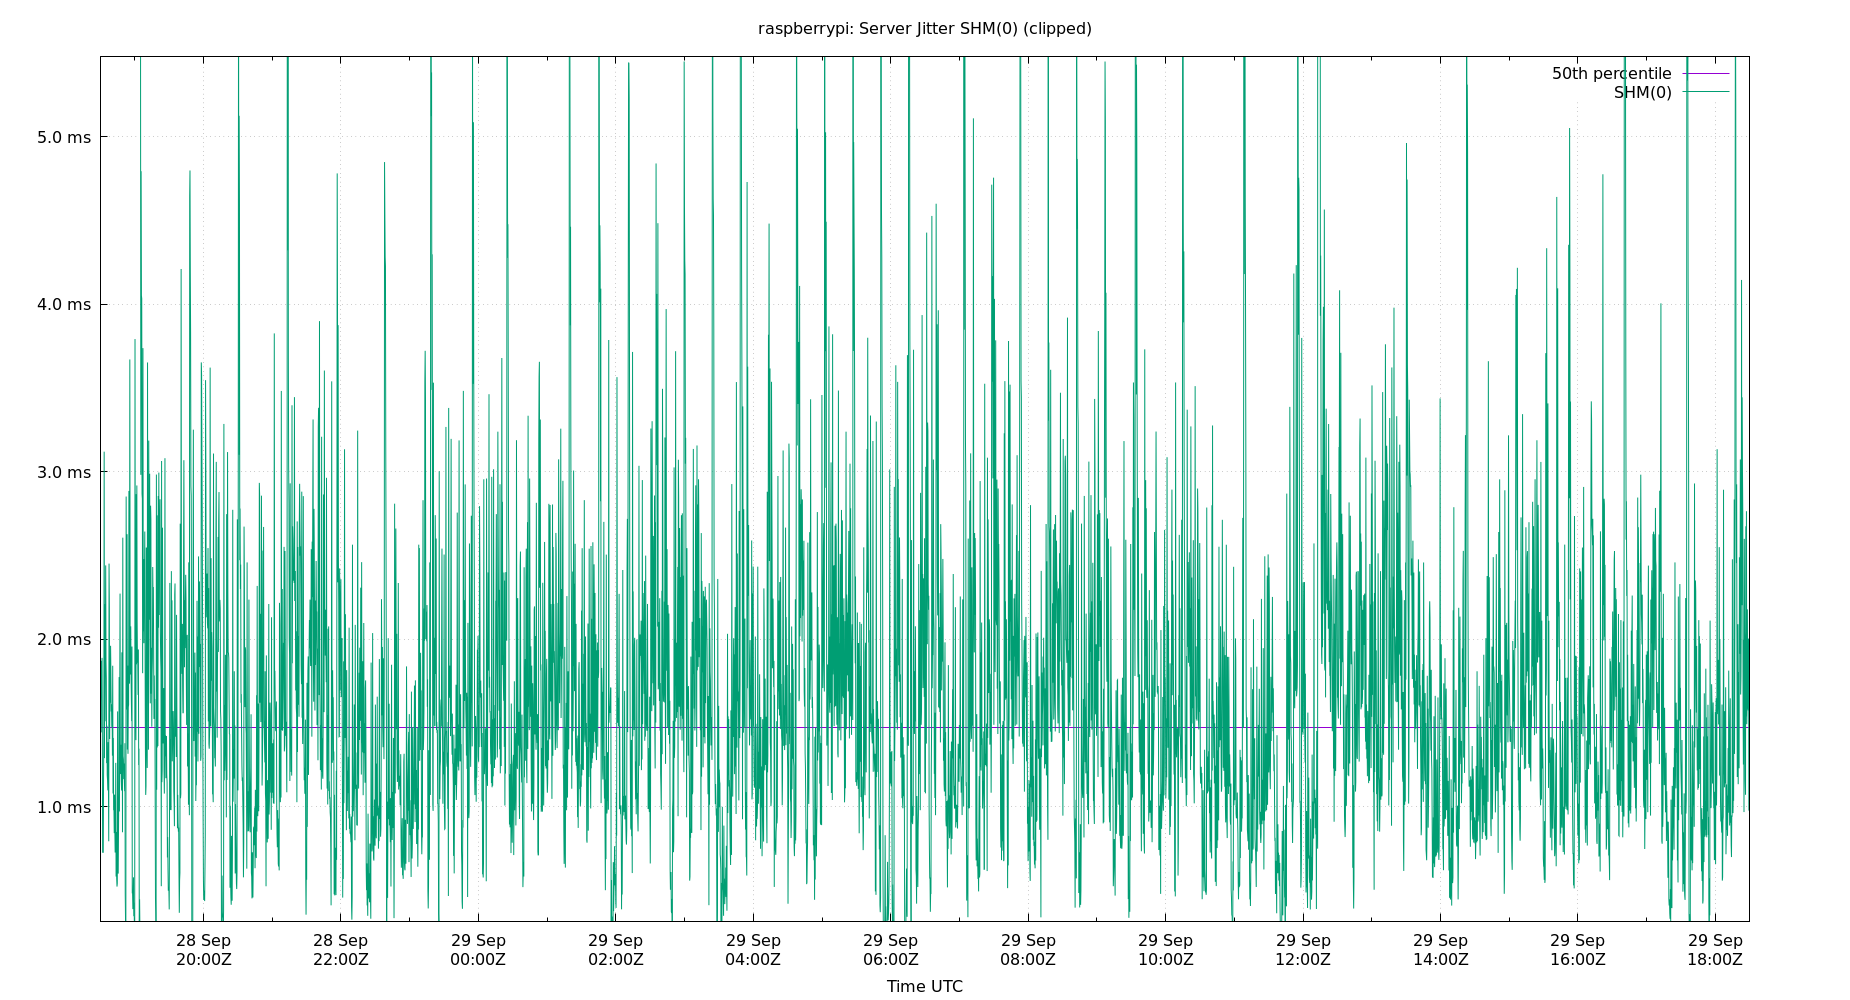 raspberrypi: Server Jitter SHM(0) (clipped)
50th percentile
SHM(0)
5.0 ms
4.0 ms
3.0 ms
2.0 ms
1.0 ms
28 Sep 28 Sep 29 Sep 29 Sep 29 Sep 29 Sep 29 Sep 29 Sep 29 Sep 29 Sep 29 Sep 29 Sep
20:00Z 22:00Z 00:00Z 02:00Z 04:00Z 06:00Z 08:00Z 10:00Z 12:00Z 14:00Z 16:00Z 18:00Z
Time UTC